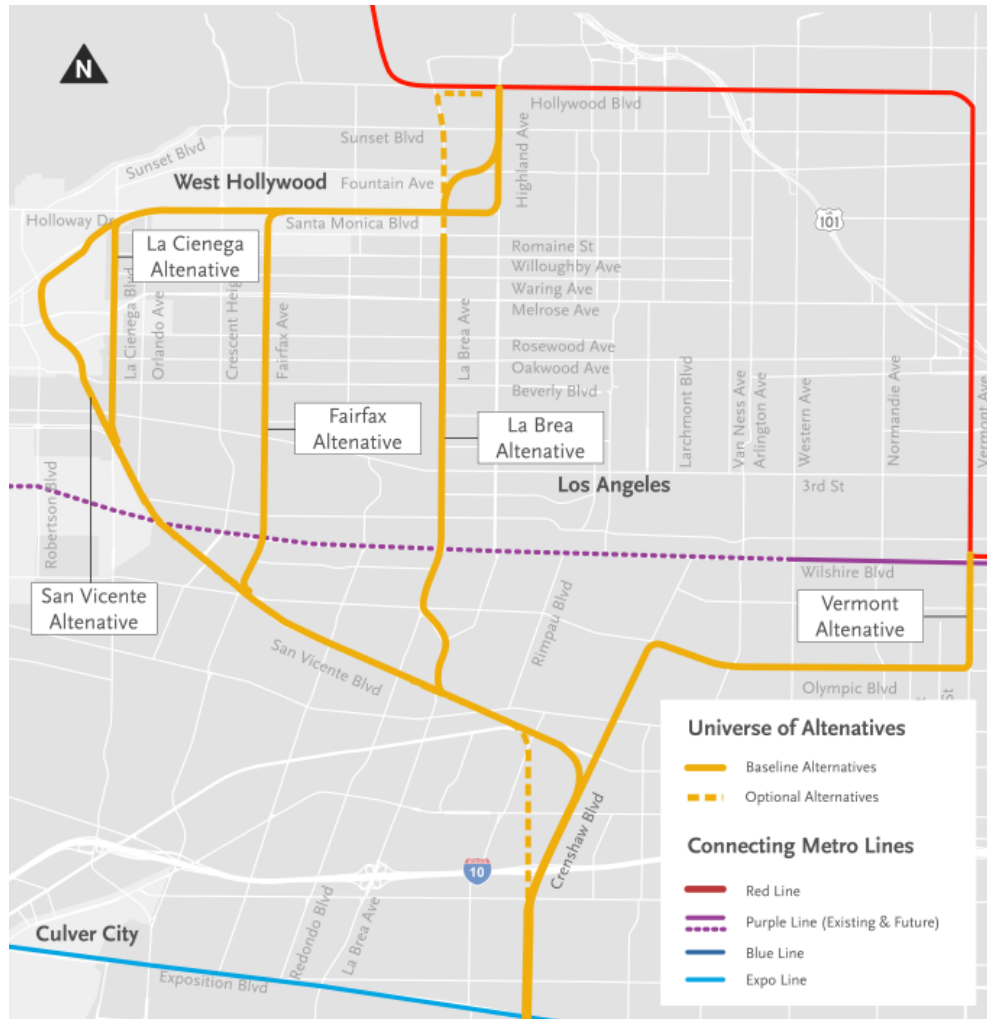 N
Hollywood Blvd
Sunset Blvd
Sunset Blvd
Highland Ave
West Hollywood
Fountain Ave
Holloway Dr
Santa Monica Blvd
US
101
La Cienega
Altenative
Romaine St
Willoughby Ave
Waring Ave
Melrose Ave
La Cienega Blvd
Orlando Ave
Crescent Heig
Fairfax Ave
La Brea Ave
Rosewood Ave
Oakwood Ave
Beverly Blvd
Larchmont Blvd
Van Ness Ave
Arlington Ave
Western Ave
Normandie Ave
Vermont Ave
Fairfax
Altenative
La Brea
Altenative
Los Angeles
3rd St
Robertson Blvd
Wilshire Blvd
San Vicente
Altenative
Vermont
Altenative
Rimpau Blvd
San Vicente Blvd
Olympic Blvd
St
Universe of Altenatives
Baseline Alternatives
Optional Alternatives
Connecting Metro Lines
Red Line
Purple Line (Existing & Future)
Blue Line
Expo Line
Crenshaw Blvd
10
Redondo Blvd
La Brea Ave
Culver City
Exposition Blvd